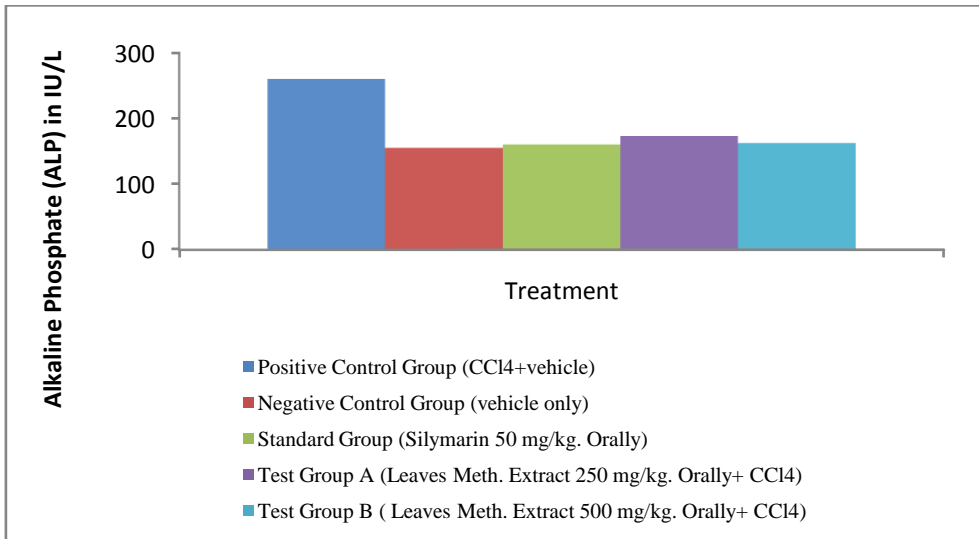 Alkaline Phosphate (ALP) in IU/L
300
200
100
0
Treatment
Positive Control Group (CCl4+vehicle)
Negative Control Group (vehicle only)
Standard Group (Silymarin 50 mg/kg. Orally)
Test Group A (Leaves Meth. Extract 250 mg/kg. Orally+ CCl4)
Test Group B ( Leaves Meth. Extract 500 mg/kg. Orally+ CCl4)